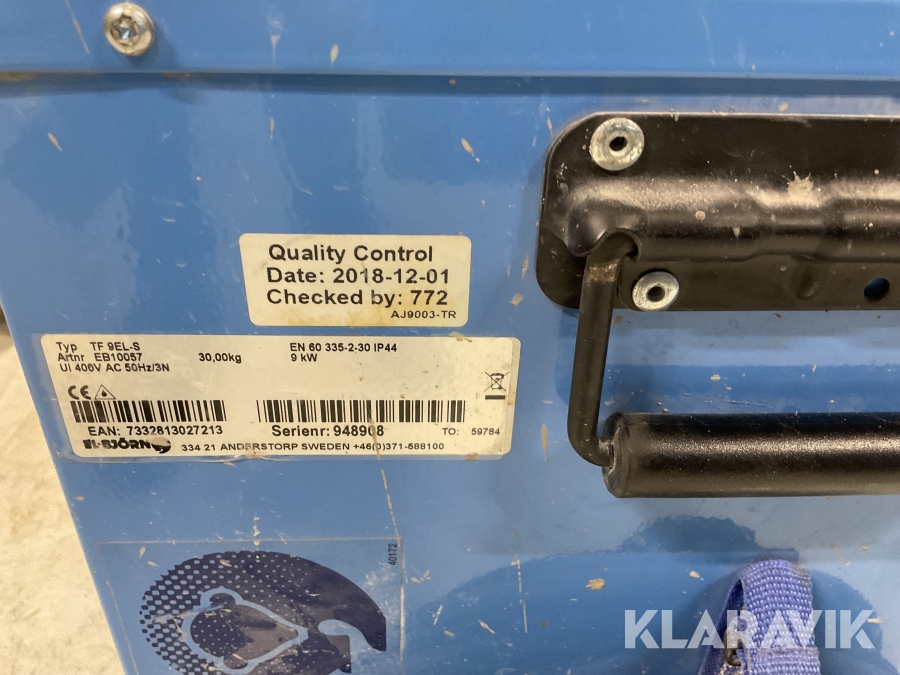 Quality Control
Date: 2018-12-01
Checked by: 772
AJ9003-TR
Typ TF 9EL-S
Artnr EB10057 30,00kg
UI 400V AC 50Hz/3N
EN 60 335-2-30 IP44
9 kW
CE
EAN: 7332813027213
Serienr: 948908
TO: 59784
EL-BJÖRN
334 21 ANDERSTORP SWEDEN +46(0)371-588100
40172
KLARAVIK